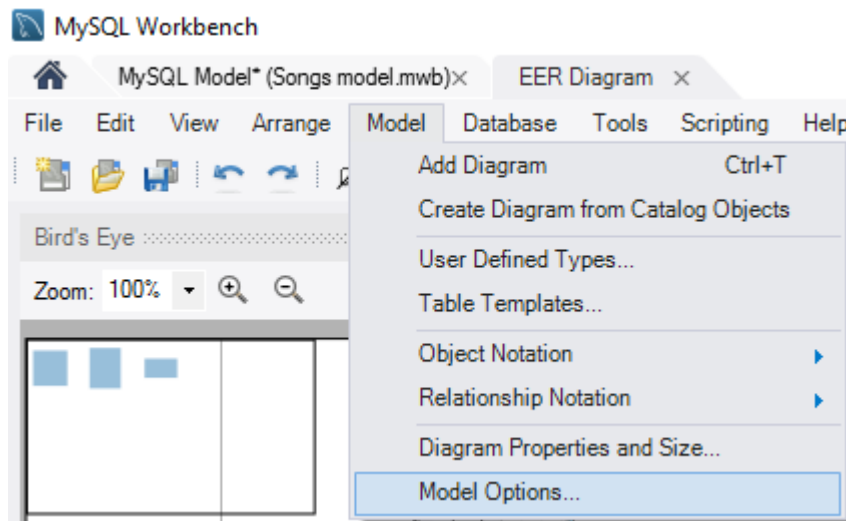 MySQL Workbench
MySQL Model* (Songs model.mwb)× EER Diagram ×
File Edit View Arrange Model Database Tools Scripting Help
Add Diagram Ctrl+T
Create Diagram from Catalog Objects
Bird's Eye
User Defined Types...
Zoom: 100%
Table Templates...
Object Notation
Relationship Notation
Diagram Properties and Size...
Model Options...